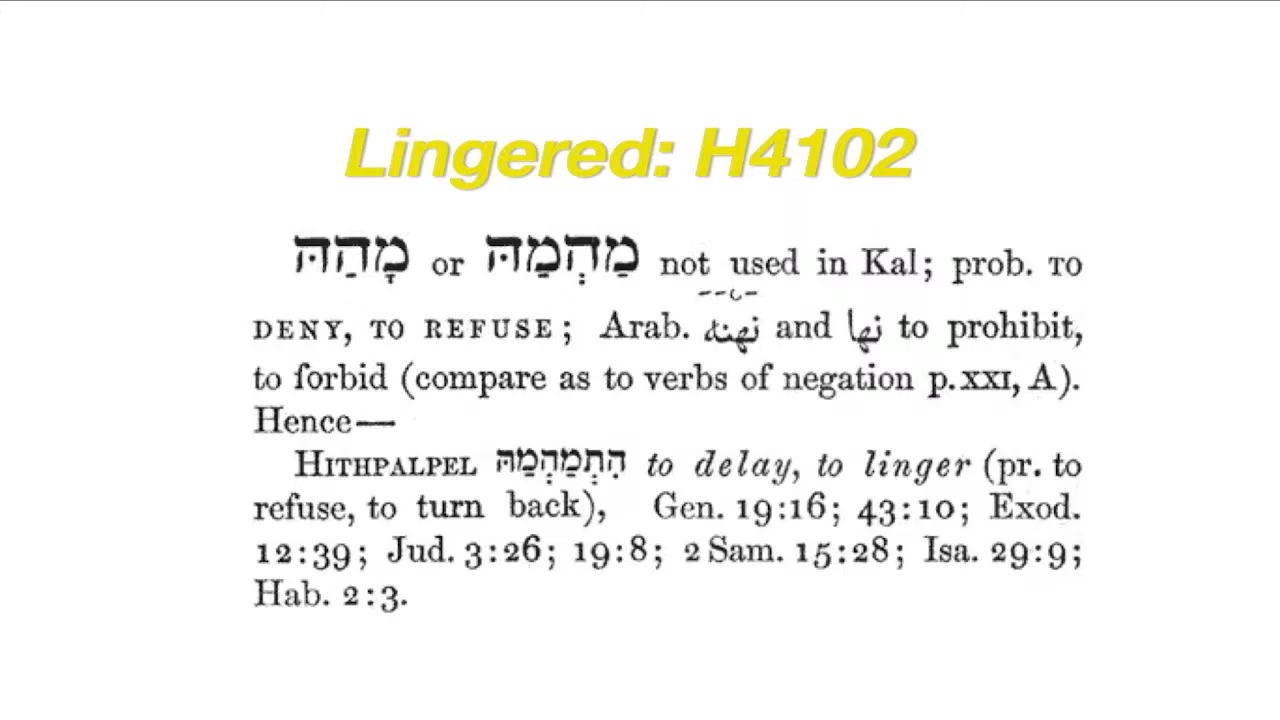 Lingered: H4102
מָהַהּ or מַהְמַהּ not used in Kal; prob. TO
DENY, TO REFUSE; Arab. نهنه and نها to prohibit,
to forbid (compare as to verbs of negation p. XXI, A).
Hence—
HITHPALPEL הִתְמַהְמַהּ to delay, to linger (pr. to
refuse, to turn back), Gen. 19:16; 43:10; Exod.
12:39; Jud. 3:26; 19:8; 2 Sam. 15:28; Isa. 29:9;
Hab. 2:3.